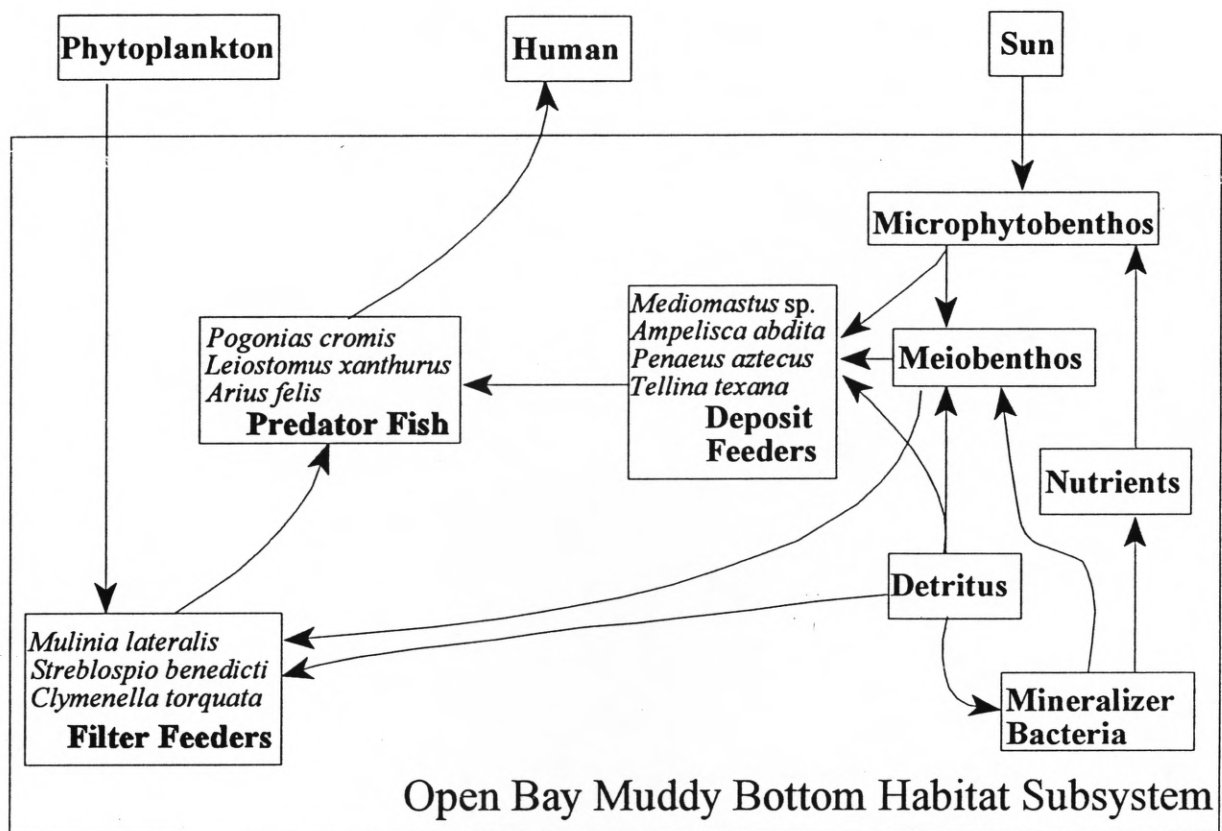 Phytoplankton
Human
Sun
Microphytobenthos
Mediomastus sp.
Ampelisca abdita
Penaeus aztecus
Tellina texana
Deposit
Feeders
Pogonias cromis
Leiostomus xanthurus
Arius felis
Predator Fish
Meiobenthos
Nutrients
Detritus
Mulinia lateralis
Streblospio benedicti
Clymenella torquata
Filter Feeders
Mineralizer
Bacteria
Open Bay Muddy Bottom Habitat Subsystem